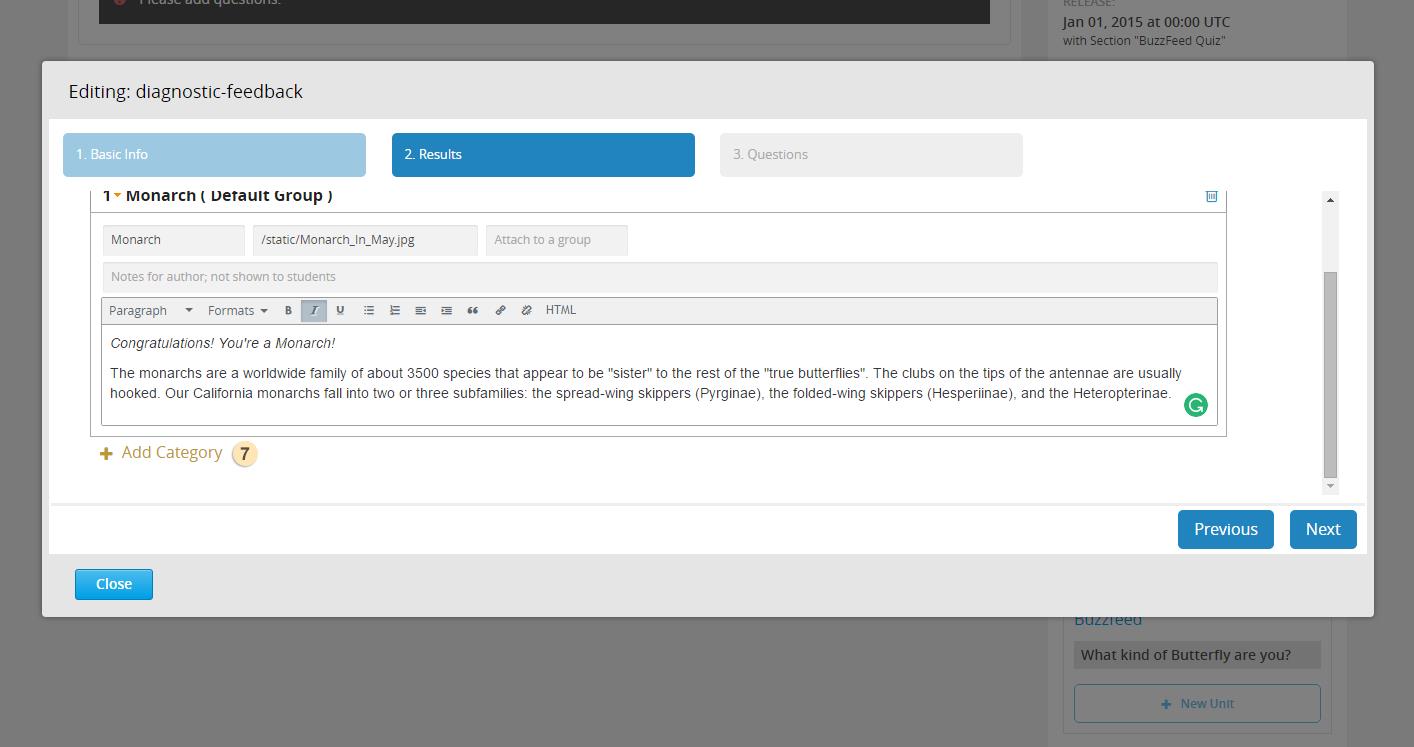 Please add questions.
RELEASE:
Jan 01, 2015 at 00:00 UTC
with Section "BuzzFeed Quiz"
Editing: diagnostic-feedback
1. Basic Info
2. Results
3. Questions
1 Monarch ( Default Group )
Monarch
/static/Monarch_In_May.jpg
Attach to a group
Notes for author; not shown to students
Paragraph Formats B I U HTML
Congratulations! You're a Monarch!
The monarchs are a worldwide family of about 3500 species that appear to be "sister" to the rest of the "true butterflies". The clubs on the tips of the antennae are usually
hooked. Our California monarchs fall into two or three subfamilies: the spread-wing skippers (Pyrginae), the folded-wing skippers (Hesperiinae), and the Heteropterinae.
+ Add Category 7
Previous
Next
Close
Buzzfeed
What kind of Butterfly are you?
+ New Unit